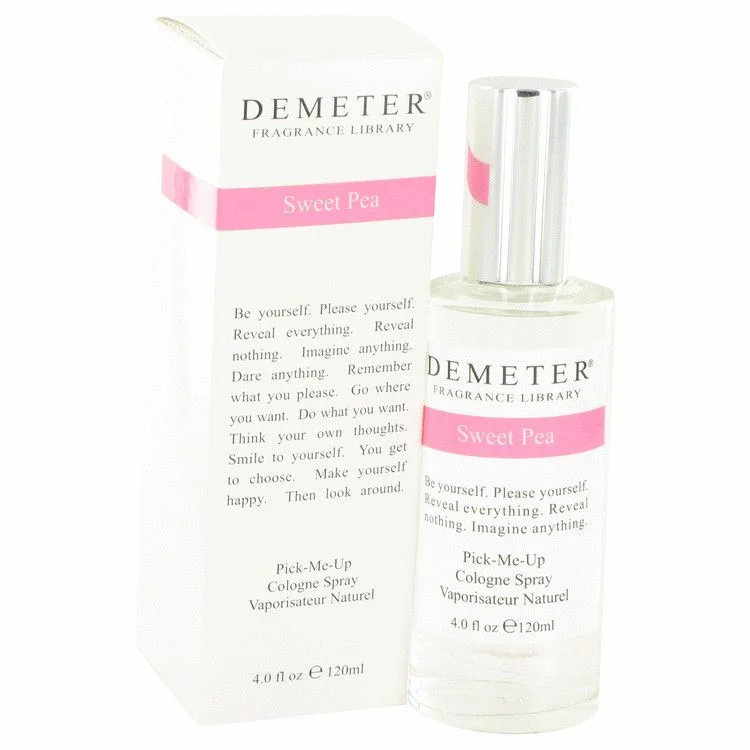 DEMETER®
FRAGRANCE LIBRARY
Sweet Pea
Be yourself. Please yourself.
Reveal everything. Reveal
nothing. Imagine anything.
Dare anything. Remember
what you please. Go where
you want. Do what you want.
Think your own thoughts.
Smile to yourself. You get
to choose. Make yourself
happy. Then look around.
Pick-Me-Up
Cologne Spray
Vaporisateur Naturel
4.0 fl oz ℮ 120ml
DEMETER®
FRAGRANCE LIBRARY
Sweet Pea
Be yourself. Please yourself.
Reveal everything. Reveal
nothing. Imagine anything.
Pick-Me-Up
Cologne Spray
Vaporisateur Naturel
4.0 fl oz ℮120ml